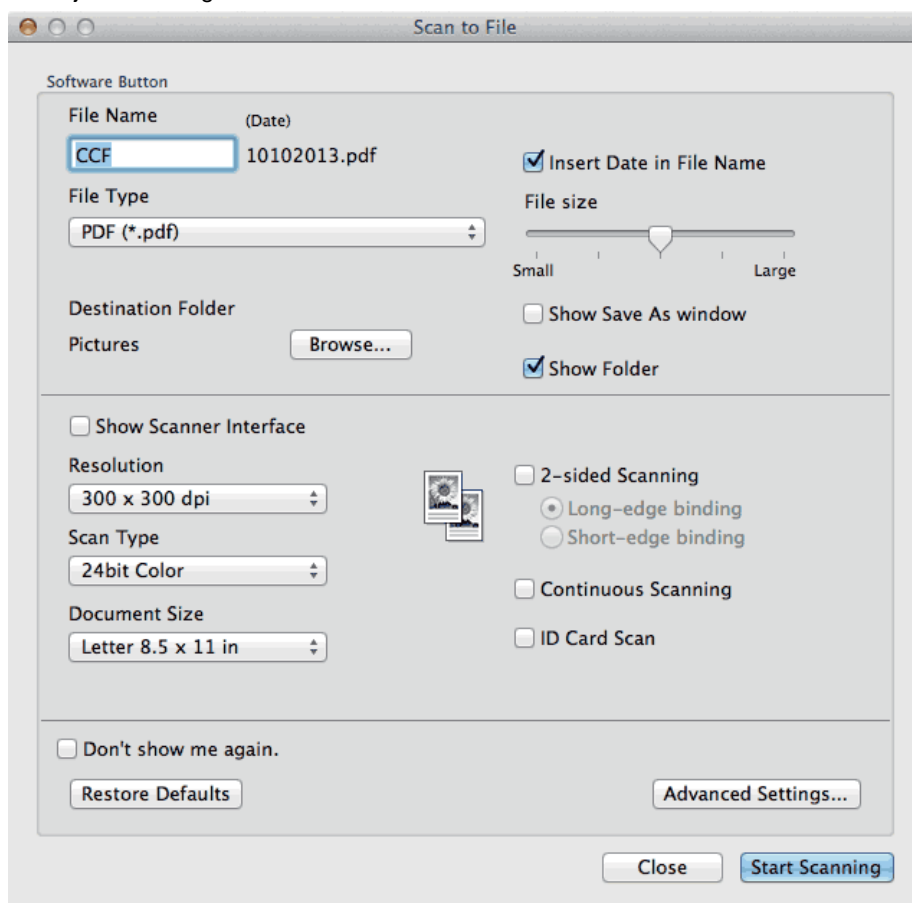 Scan to File
Software Button
File Name (Date)
CCF 10102013.pdf
Insert Date in File Name
File Type
File size
PDF (*.pdf)
Small Large
Destination Folder
Show Save As window
Pictures Browse...
Show Folder
Show Scanner Interface
Resolution
2-sided Scanning
300 x 300 dpi
Long-edge binding
Scan Type
Short-edge binding
24bit Color
Continuous Scanning
Document Size
Letter 8.5 x 11 in
ID Card Scan
Don't show me again.
Restore Defaults Advanced Settings...
Close Start Scanning